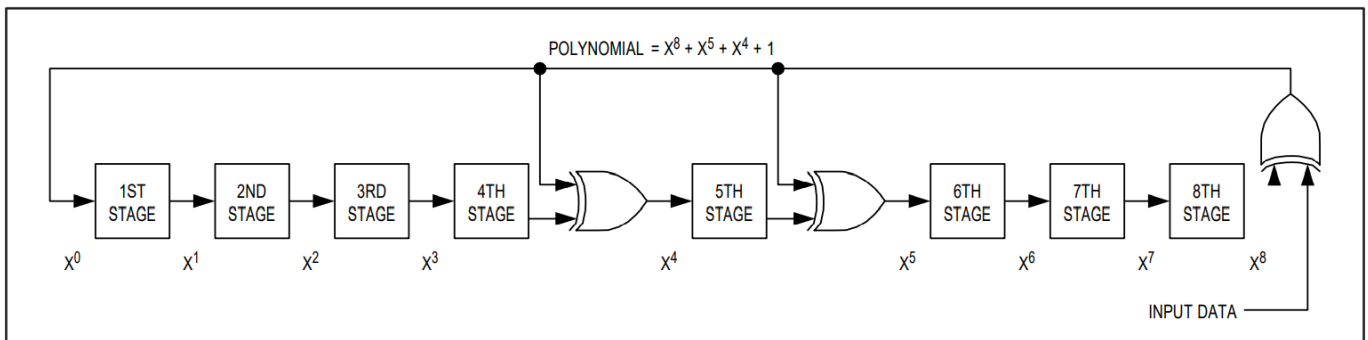 POLYNOMIAL = X⁸ + X⁵ + X⁴ + 1
1ST
STAGE
2ND
STAGE
3RD
STAGE
4TH
STAGE
5TH
STAGE
6TH
STAGE
7TH
STAGE
8TH
STAGE
X⁰
X¹
X²
X³
X⁴
X⁵
X⁶
X⁷
X⁸
INPUT DATA